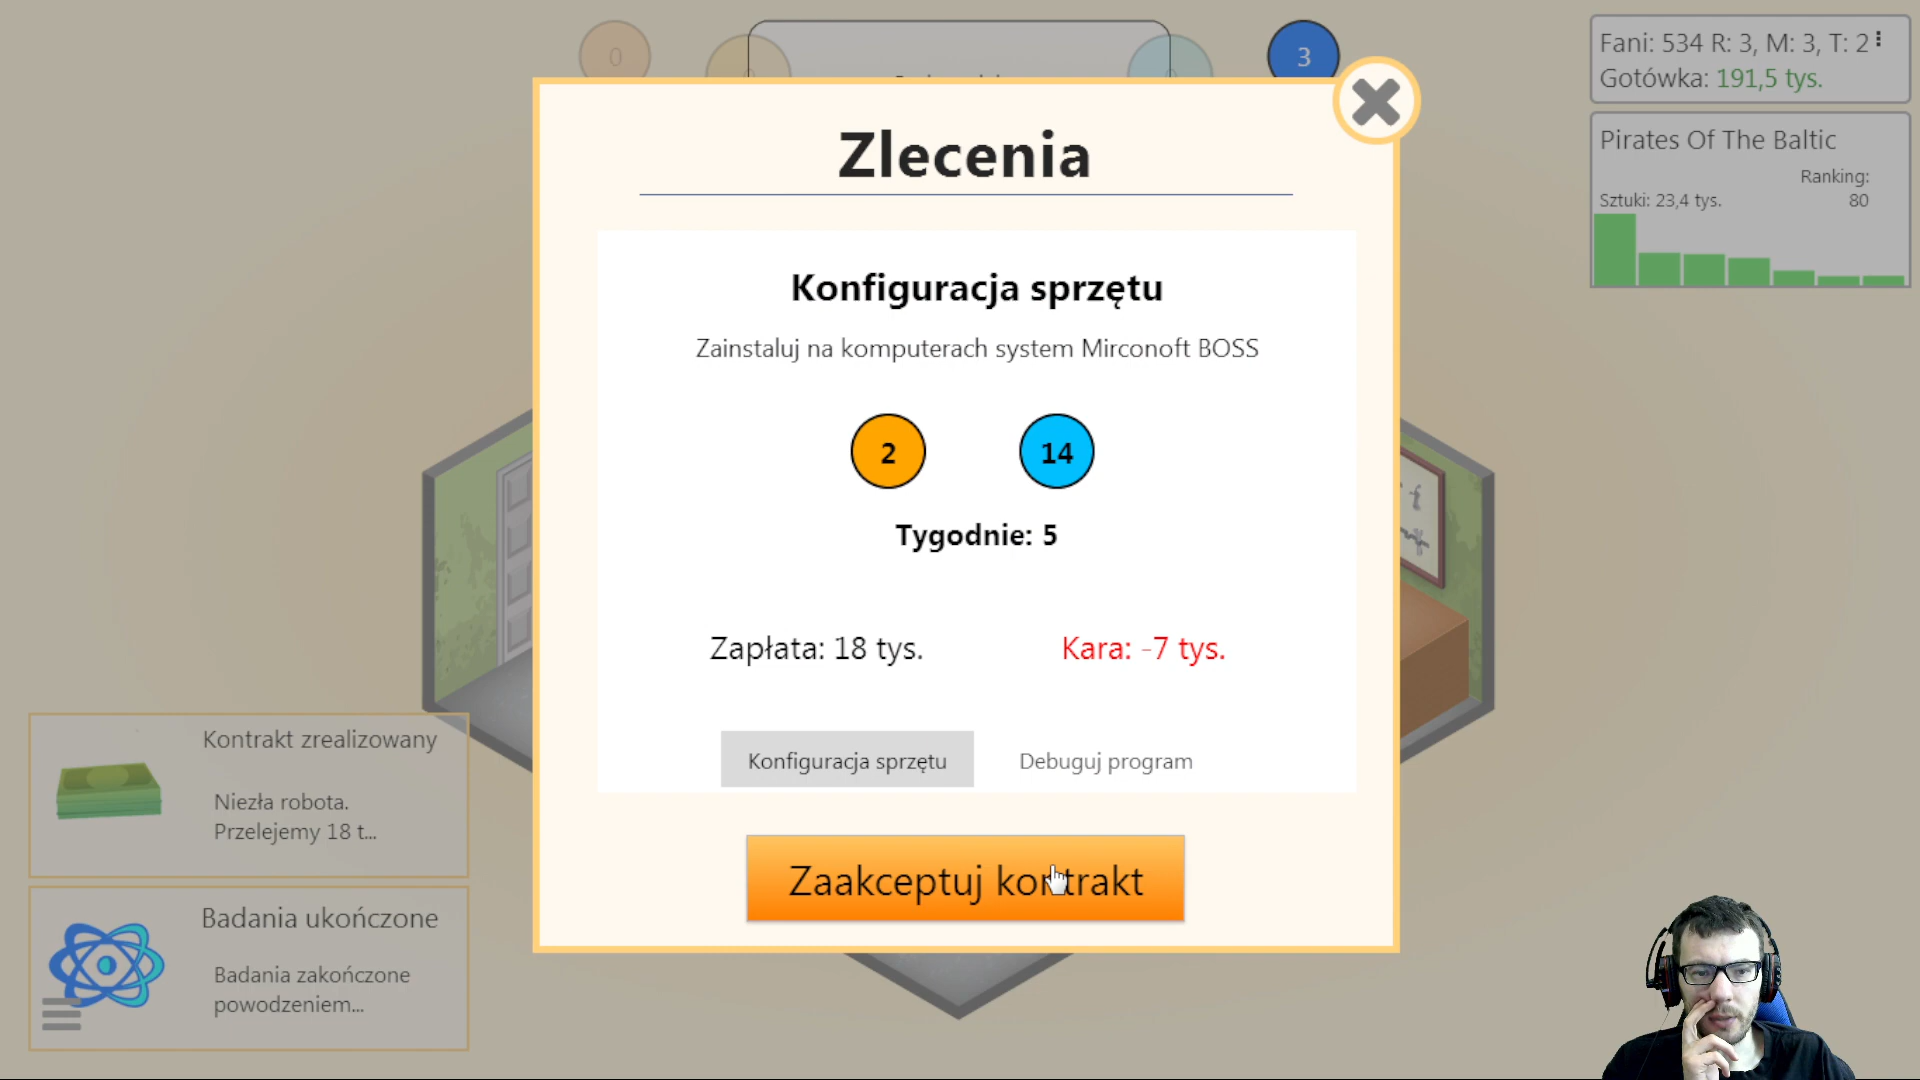 0
3
Fani: 534 R: 3, M: 3, T: 2
Gotówka: 191,5 tys.
Pirates Of The Baltic
Ranking:
Sztuki: 23,4 tys.
80
Zlecenia
Konfiguracja sprzętu
Zainstaluj na komputerach system Mirconoft BOSS
2
14
Tygodnie: 5
Zapłata: 18 tys.
Kara: -7 tys.
Konfiguracja sprzętu
Debuguj program
Zaakceptuj kontrakt
Kontrakt zrealizowany
Niezła robota.
Przelejemy 18 t...
Badania ukończone
Badania zakończone
powodzeniem...